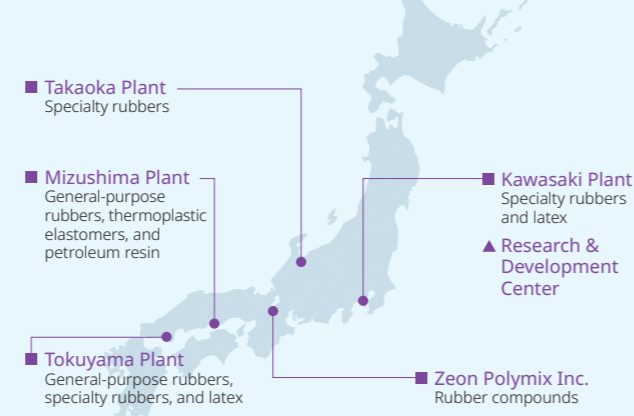 Takaoka Plant
Specialty rubbers
Mizushima Plant
General-purpose
rubbers, thermoplastic
elastomers, and
petroleum resin
Kawasaki Plant
Specialty rubbers
and latex
Research &
Development
Center
Tokuyama Plant
General-purpose rubbers,
specialty rubbers, and latex
Zeon Polymix Inc.
Rubber compounds